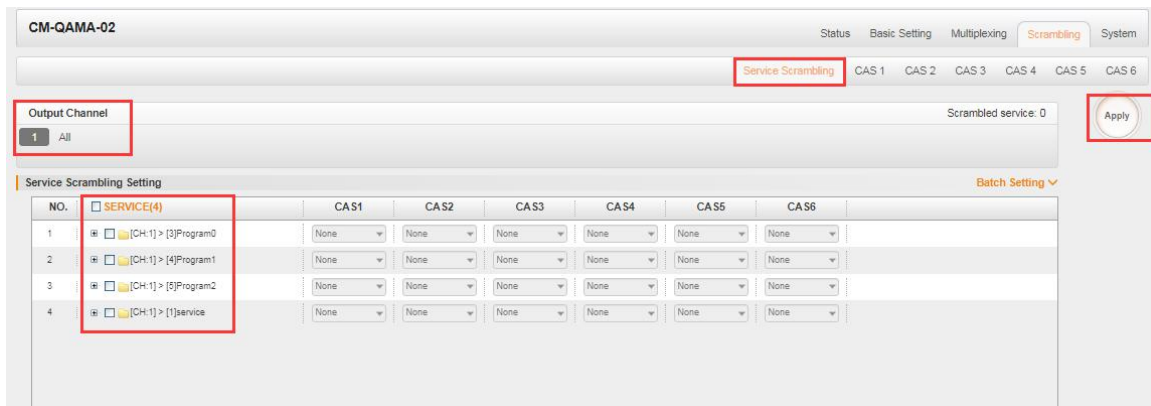 CM-QAMA-02
Status Basic Setting Multiplexing Scrambling System
Service Scrambling CAS 1 CAS 2 CAS 3 CAS 4 CAS 5 CAS 6
Output Channel Scrambled service: 0 Apply
1 All
Service Scrambling Setting Batch Setting
NO. SERVICE(4) CAS1 CAS2 CAS3 CAS4 CAS5 CAS6
1 [CH:1] > [3]Program0 None None None None None None
2 [CH:1] > [4]Program1 None None None None None None
3 [CH:1] > [5]Program2 None None None None None None
4 [CH:1] > [1]service None None None None None None